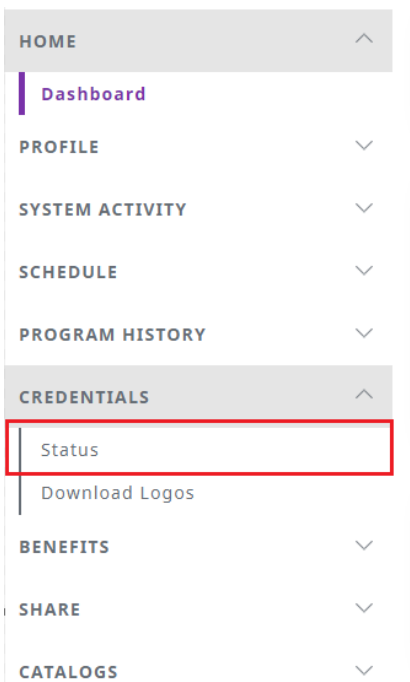 HOME
Dashboard
PROFILE
SYSTEM ACTIVITY
SCHEDULE
PROGRAM HISTORY
CREDENTIALS
Status
Download Logos
BENEFITS
SHARE
CATALOGS